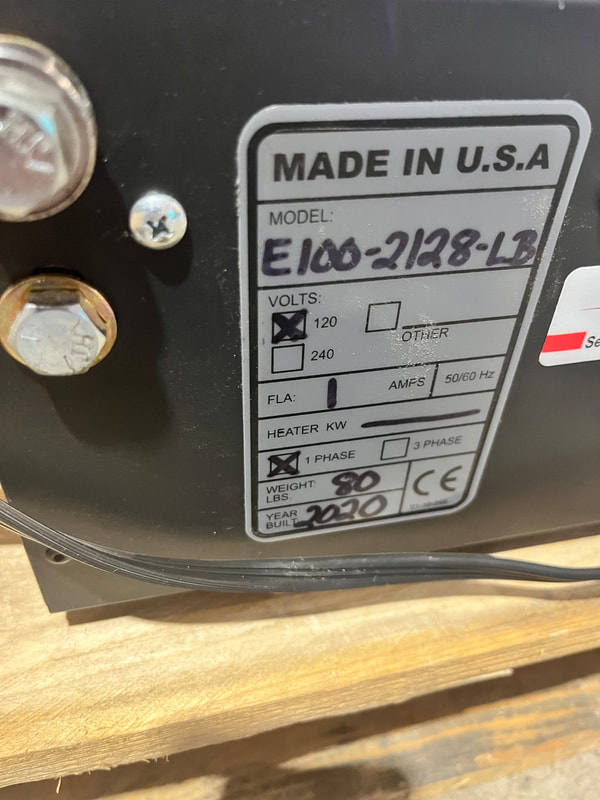 MADE IN U.S.A
MODEL:
E100-2128-LB
VOLTS:
120
OTHER
240
FLA: 1 AMPS 50/60 Hz
HEATER KW —
1 PHASE 3 PHASE
WEIGHT LBS. 80
CE
YEAR BUILT 2020
Se